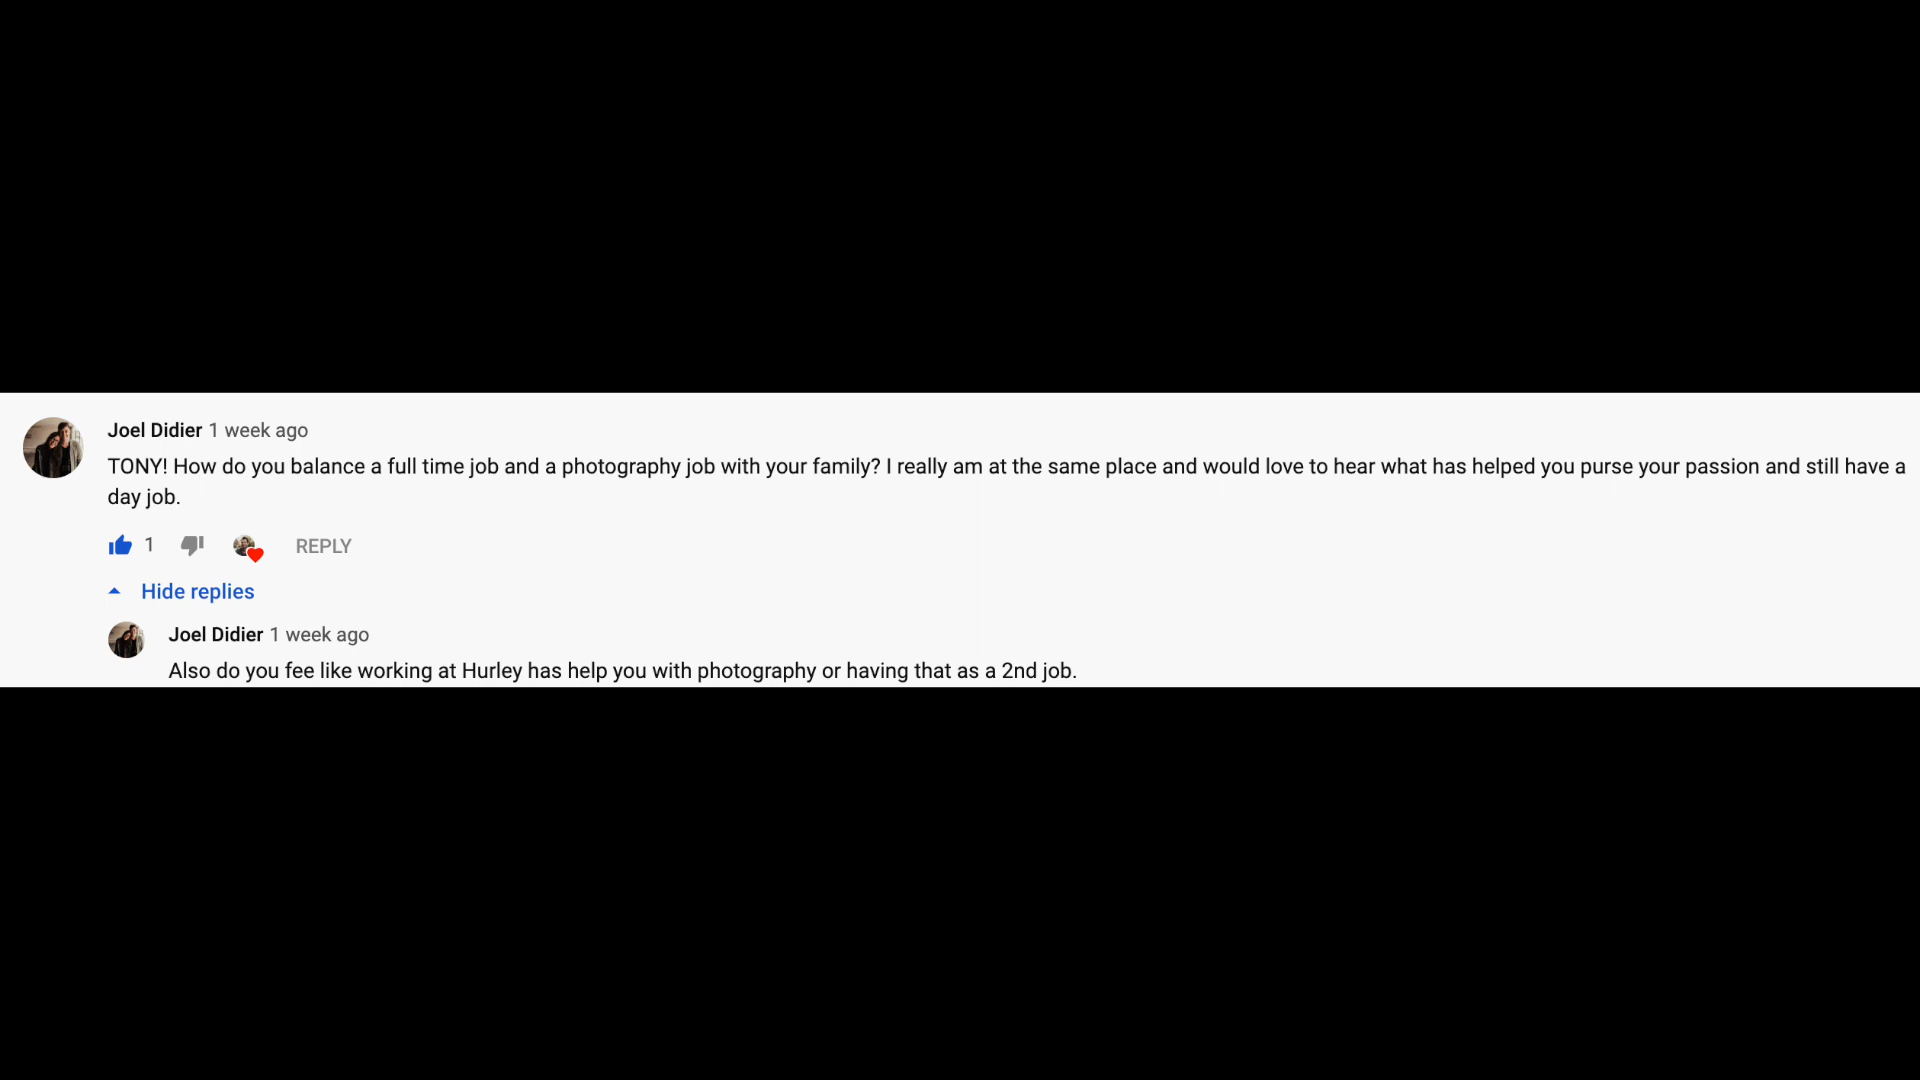 Joel Didier 1 week ago
TONY! How do you balance a full time job and a photography job with your family? I really am at the same place and would love to hear what has helped you purse your passion and still have a
day job.
1 REPLY
Hide replies
Joel Didier 1 week ago
Also do you fee like working at Hurley has help you with photography or having that as a 2nd job.